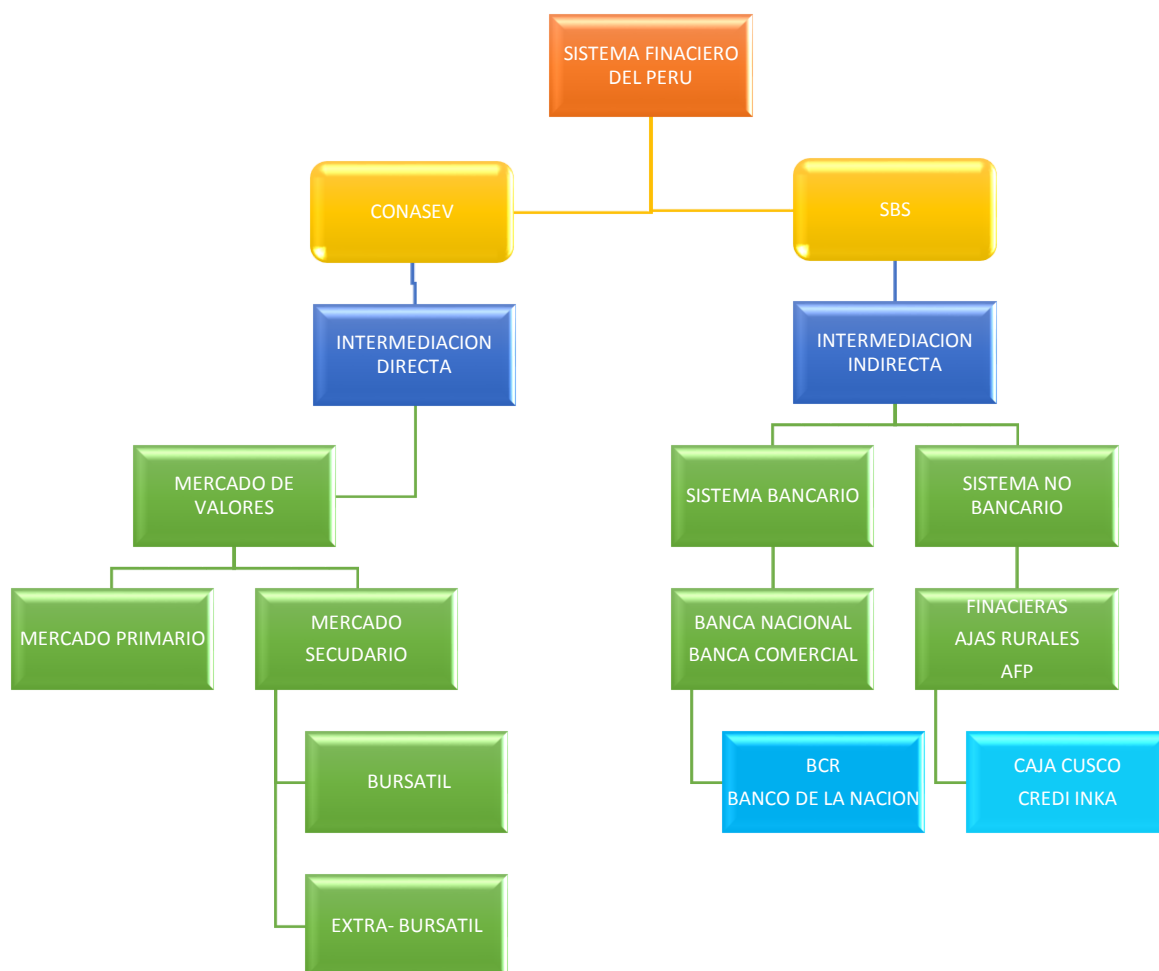 SISTEMA FINACIERO
DEL PERU
CONASEV
SBS
INTERMEDIACION
DIRECTA
INTERMEDIACION
INDIRECTA
MERCADO DE
VALORES
SISTEMA BANCARIO
SISTEMA NO
BANCARIO
MERCADO PRIMARIO
MERCADO
SECUDARIO
BANCA NACIONAL
BANCA COMERCIAL
FINACIERAS
AJAS RURALES
AFP
BURSATIL
BCR
BANCO DE LA NACION
CAJA CUSCO
CREDI INKA
EXTRA- BURSATIL